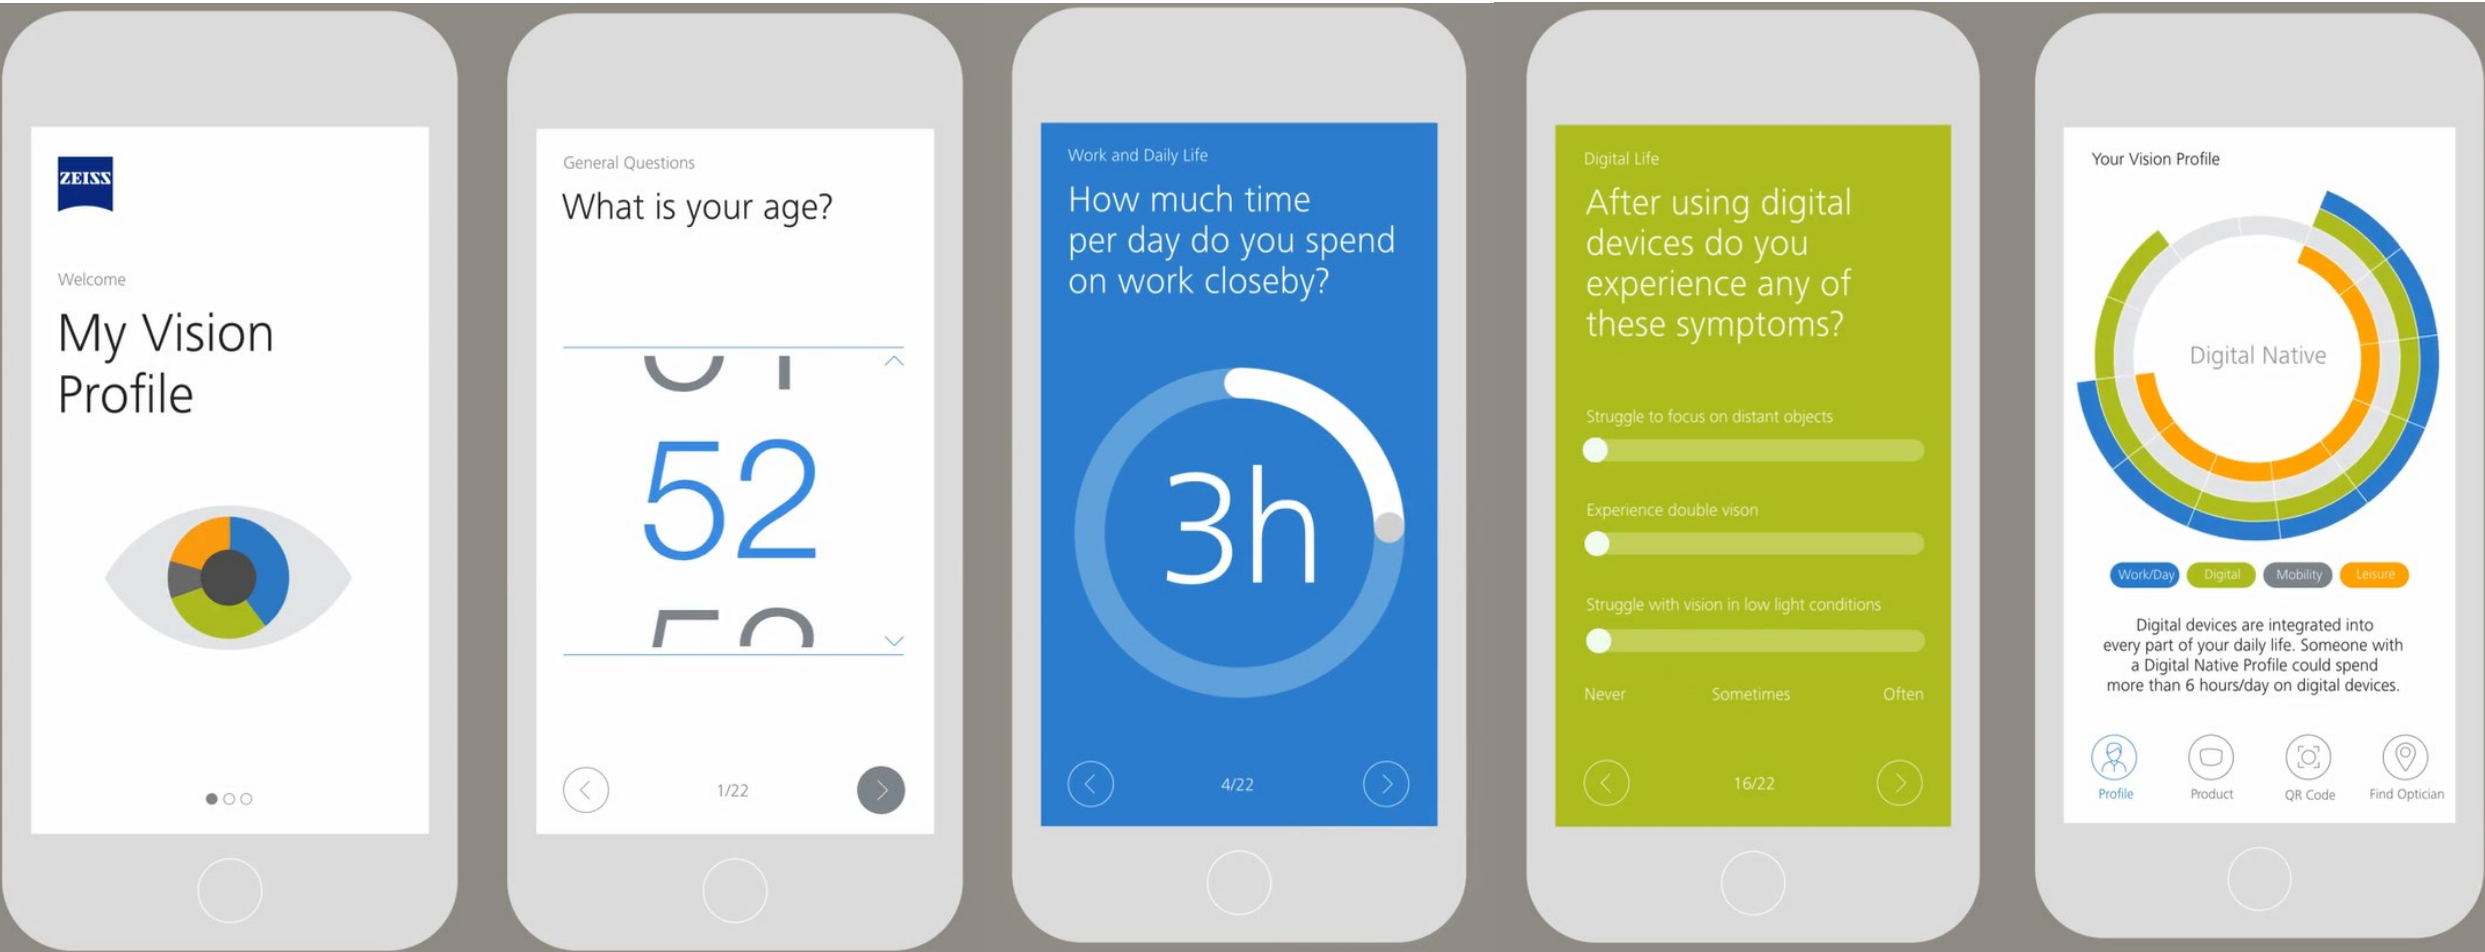 ZEISS
Welcome
My Vision
Profile
General Questions
What is your age?
52
1/22
Work and Daily Life
How much time
per day do you spend
on work closeby?
3h
4/22
Digital Life
After using digital
devices do you
experience any of
these symptoms?
Struggle to focus on distant objects
Experience double vison
Struggle with vision in low light conditions
Never Sometimes Often
16/22
Your Vision Profile
Digital Native
Work/Day Digital Mobility Leisure
Digital devices are integrated into
every part of your daily life. Someone with
a Digital Native Profile could spend
more than 6 hours/day on digital devices.
Profile Product QR Code Find Optician